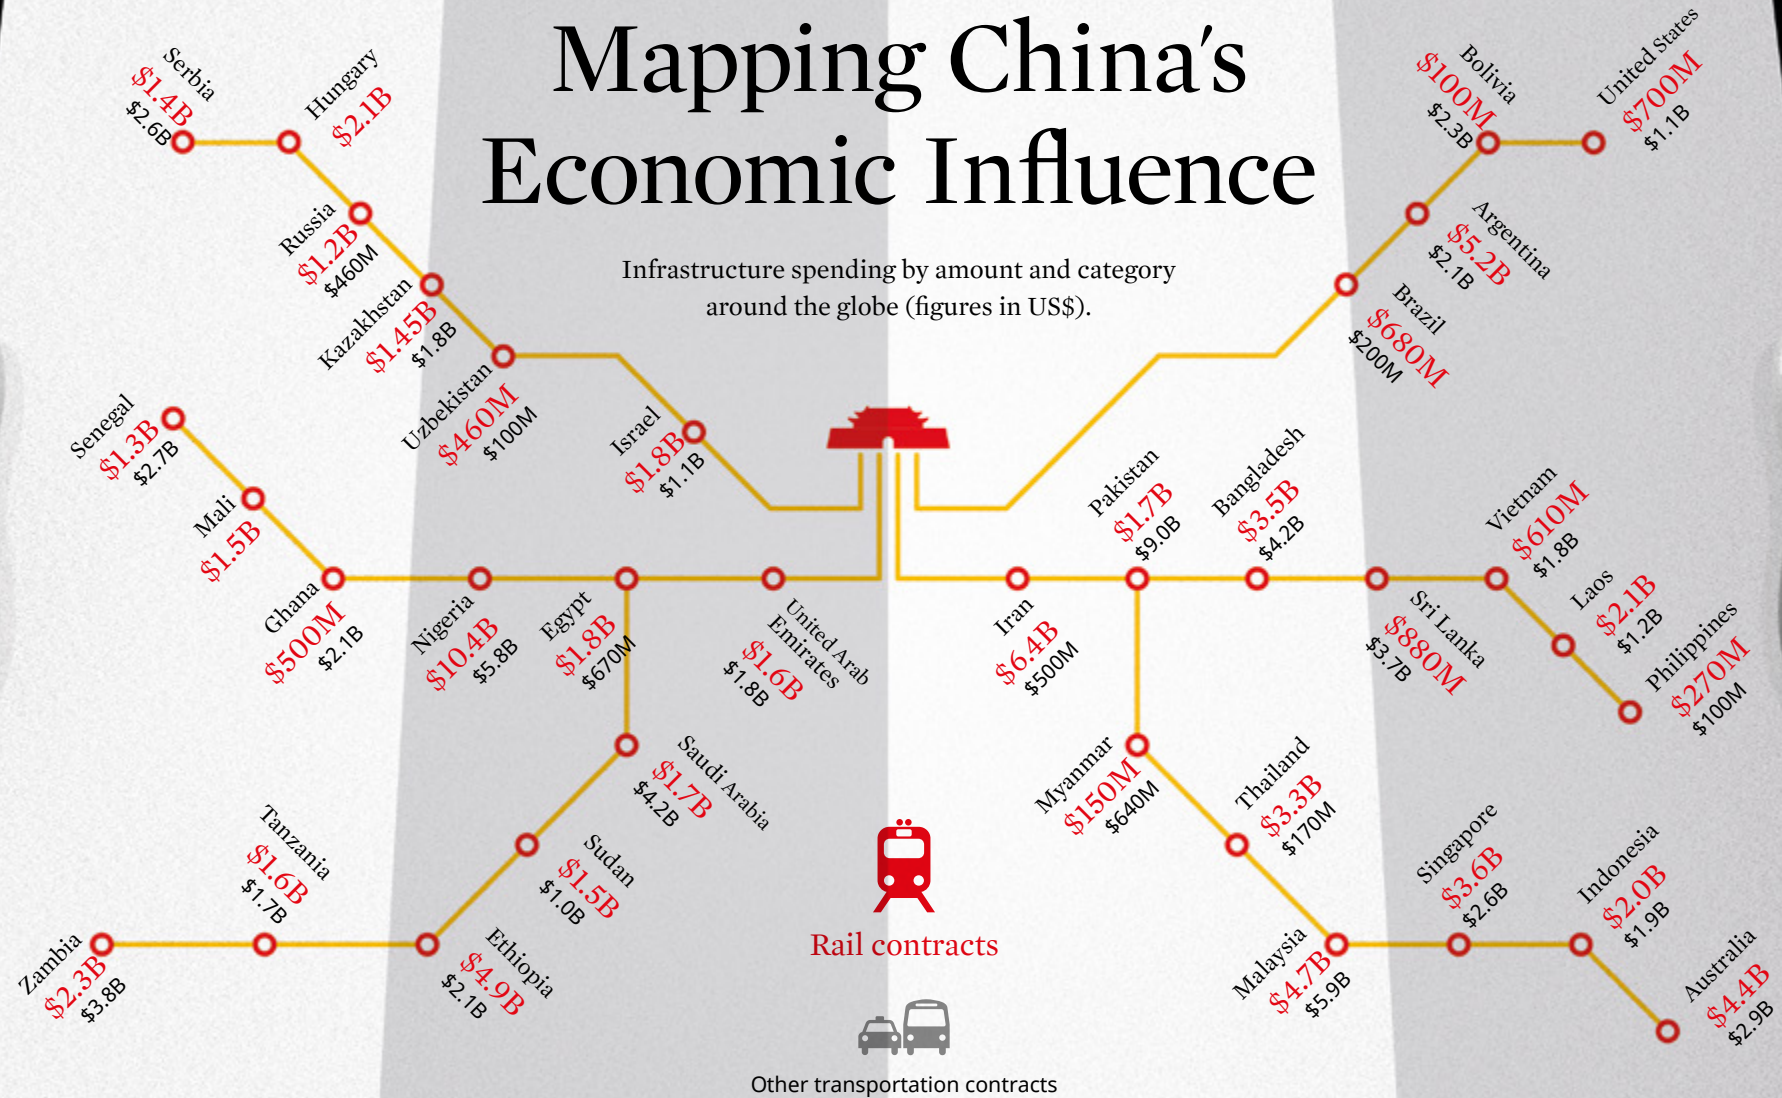 Mapping China's
Economic Influence
Infrastructure spending by amount and category
around the globe (figures in US$).
Serbia
$1.4B
$2.6B
Hungary
$2.1B
Russia
$1.2B
$460M
Kazakhstan
$1.45B
$1.8B
Uzbekistan
$460M
$100M
Israel
$1.8B
$1.1B
Bolivia
$100M
$2.3B
United States
$700M
$1.1B
Argentina
$5.2B
$2.1B
Brazil
$680M
$200M
Senegal
$1.3B
$2.7B
Mali
$1.5B
Ghana
$500M
$2.1B
Nigeria
$10.4B
$5.8B
Egypt
$1.8B
$670M
United Arab
Emirates
$1.6B
$1.8B
Iran
$6.4B
$500M
Pakistan
$1.7B
$9.0B
Bangladesh
$3.5B
$4.2B
Sri Lanka
$880M
$3.7B
Vietnam
$610M
$1.8B
Laos
$2.1B
$1.2B
Philippines
$270M
$100M
Saudi Arabia
$1.7B
$4.2B
Sudan
$1.5B
$1.0B
Ethiopia
$4.9B
$2.1B
Tanzania
$1.6B
$1.7B
Zambia
$2.3B
$3.8B
Myanmar
$150M
$640M
Thailand
$3.3B
$170M
Malaysia
$4.7B
$5.9B
Singapore
$3.6B
$2.6B
Indonesia
$2.0B
$1.9B
Australia
$4.4B
$2.9B
Rail contracts
Other transportation contracts